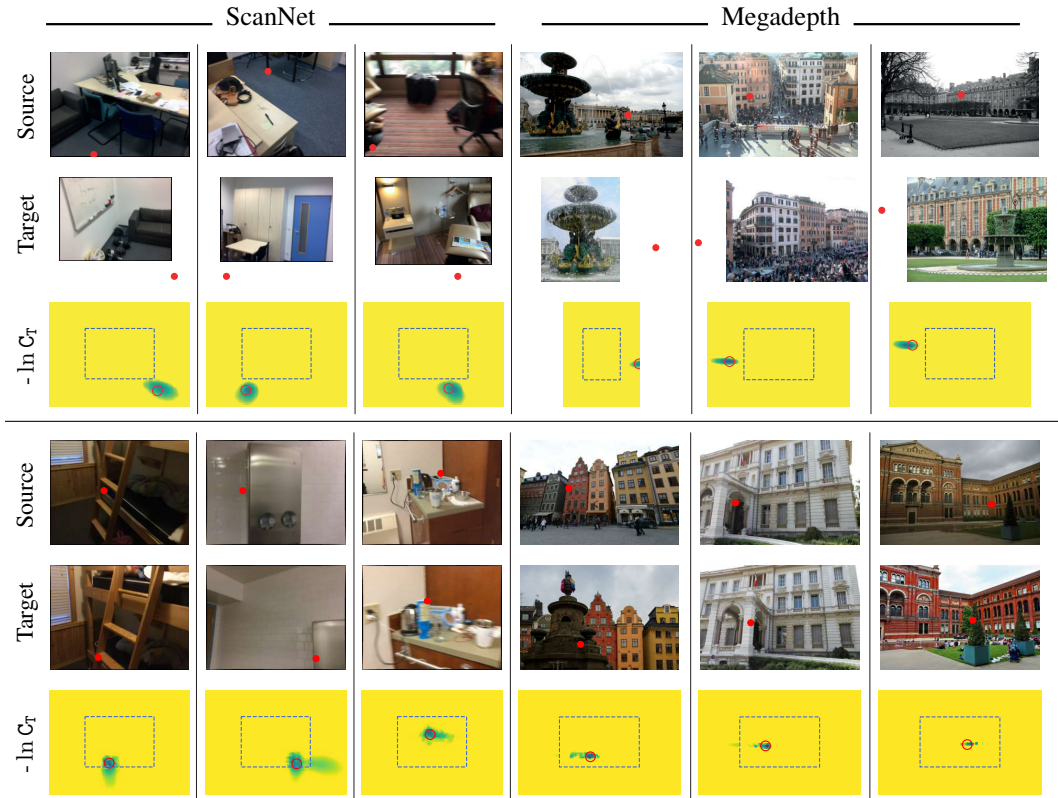 ScanNet Megadepth
Source
Target
- ln C_T
Source
Target
- ln C_T